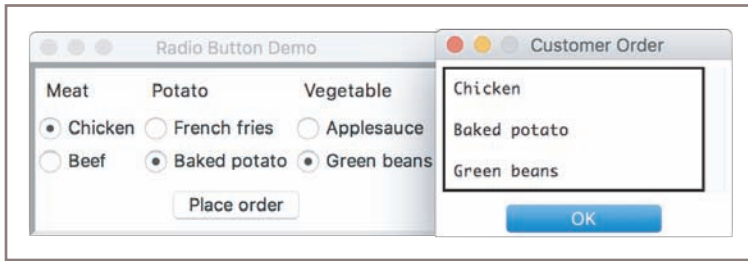 Radio Button Demo
Meat Potato Vegetable
Chicken French fries Applesauce
Beef Baked potato Green beans
Place order
Customer Order
Chicken
Baked potato
Green beans
OK